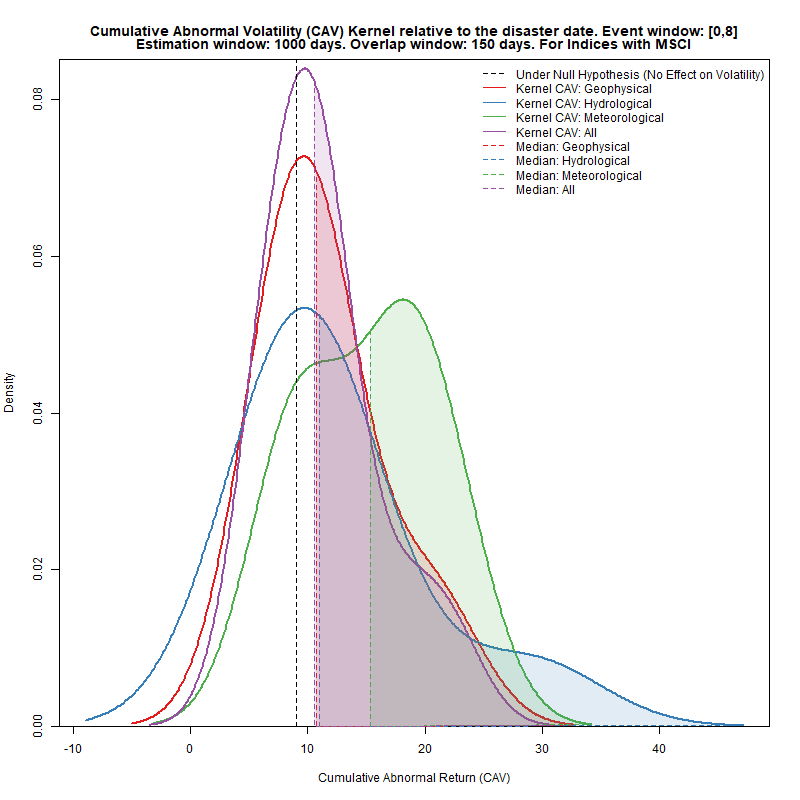 Cumulative Abnormal Volatility (CAV) Kernel relative to the disaster date. Event window: [0,8]
Estimation window: 1000 days. Overlap window: 150 days. For Indices with MSCI
Under Null Hypothesis (No Effect on Volatility)
Kernel CAV: Geophysical
Kernel CAV: Hydrological
Kernel CAV: Meteorological
Kernel CAV: All
Median: Geophysical
Median: Hydrological
Median: Meteorological
Median: All
Density
0.08
0.06
0.04
0.02
0.00
-10
0
10
20
30
40
Cumulative Abnormal Return (CAV)